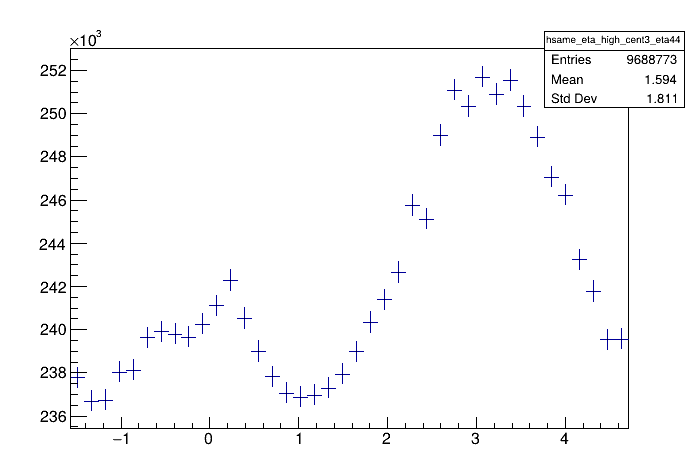 ×10³
hsame_eta_high_cent3_eta44
Entries 9688773
Mean 1.594
Std Dev 1.811
252
250
248
246
244
242
240
238
236
−1 0 1 2 3 4